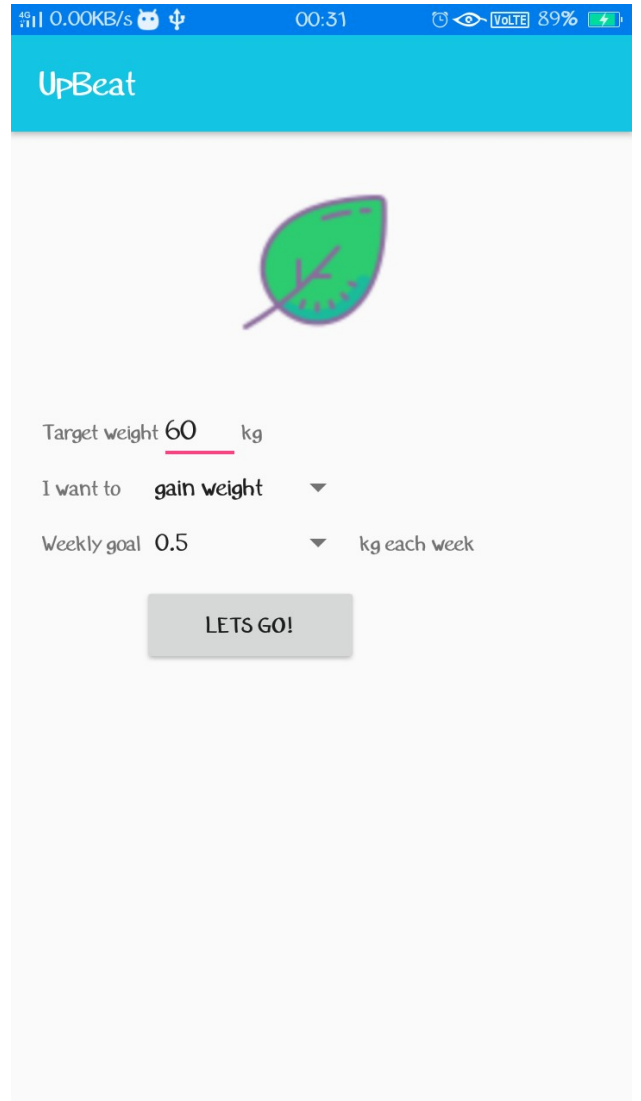 4G 0.00KB/s 00:31 VoLTE 89%
UpBeat
Target weight 60 kg
I want to gain weight
Weekly goal 0.5 kg each week
LETS GO!